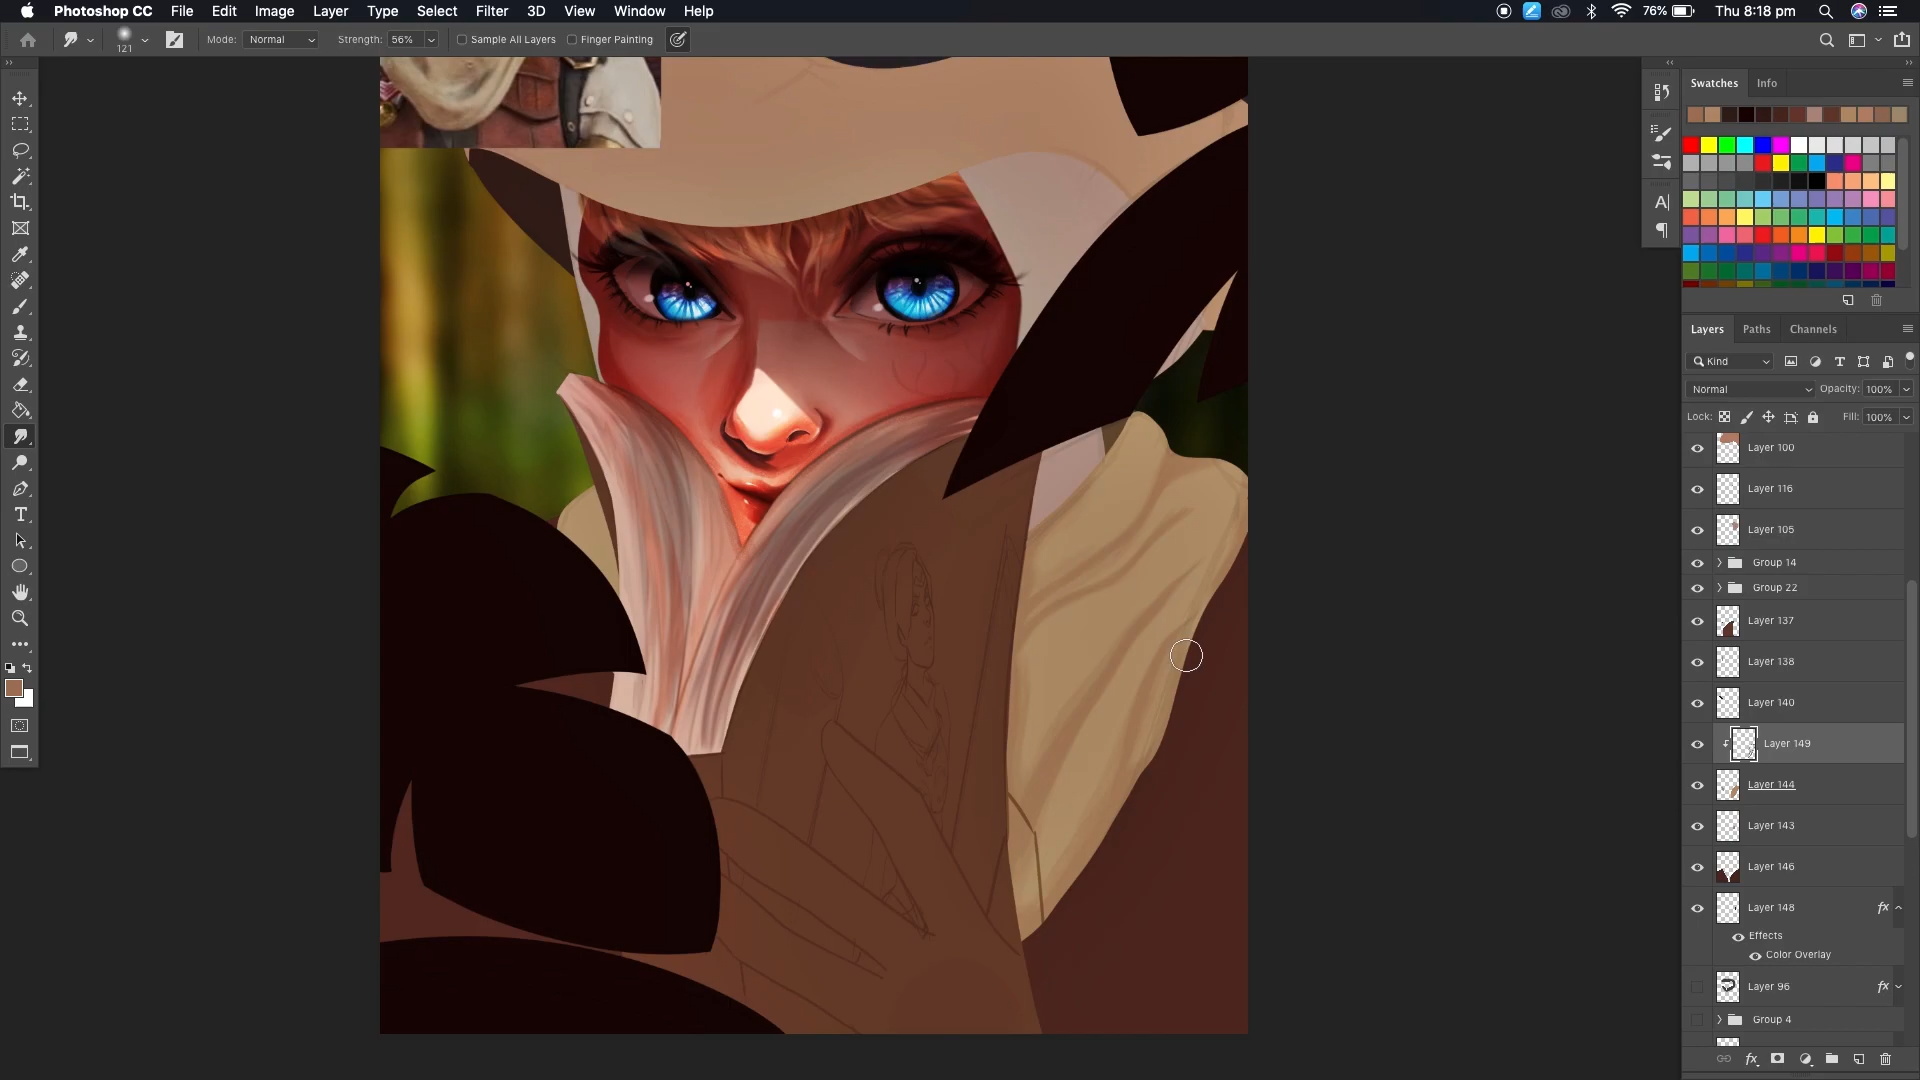 Photoshop CC File Edit Image Layer Type Select Filter 3D View Window Help 76% Thu 8:18 pm
121 Mode: Normal Strength: 56% Sample All Layers Finger Painting
Swatches Info
Layers Paths Channels
Kind
Normal Opacity: 100%
Lock: Fill: 100%
Layer 100
Layer 116
Layer 105
Group 14
Group 22
Layer 137
Layer 138
Layer 140
Layer 149
Layer 144
Layer 143
Layer 146
Layer 148 fx
Effects
Color Overlay
Layer 96 fx
Group 4
fx